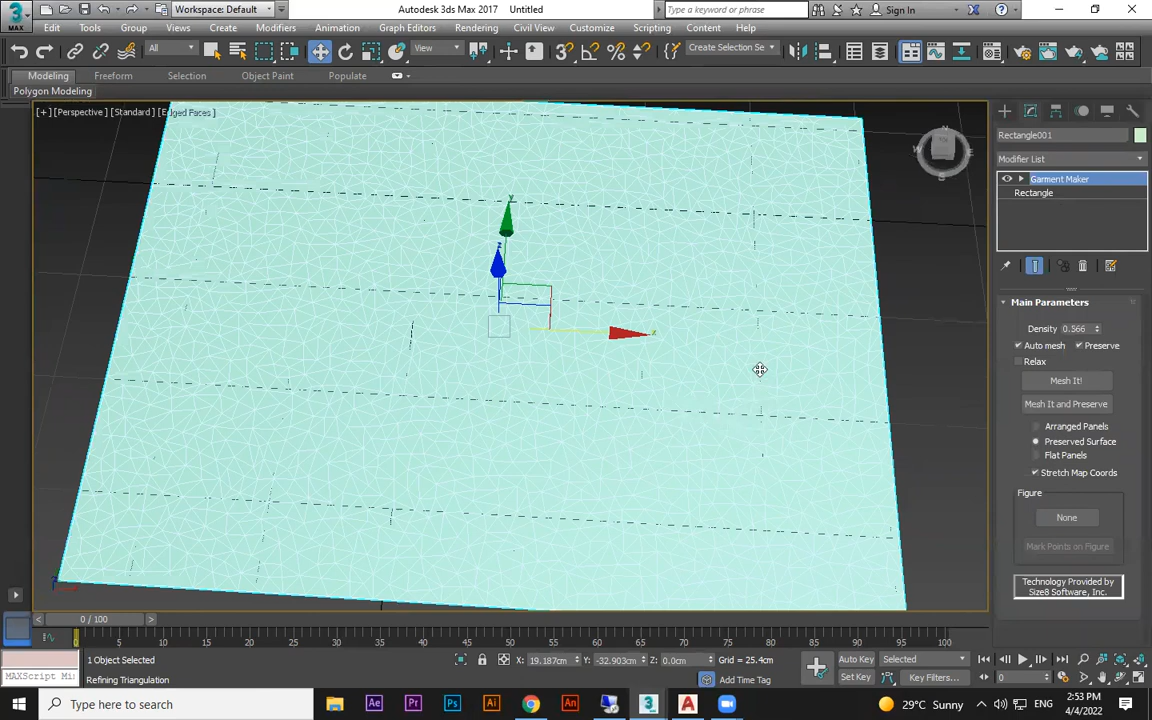 Workspace: Default
Autodesk 3ds Max 2017 Untitled
Type a keyword or phrase
Sign In
MAX
Edit Tools Group Views Create Modifiers Animation Graph Editors Rendering Civil View Customize Scripting Content Help
All
View
Create Selection Se
Modeling Freeform Selection Object Paint Populate
Polygon Modeling
[+] [Perspective] [Standard] [Edged Faces]
Rectangle001
Modifier List
Garment Maker
Rectangle
Main Parameters
Density 0.566
Auto mesh Preserve
Relax
Mesh It!
Mesh It and Preserve
Arranged Panels
Preserved Surface
Flat Panels
Stretch Map Coords
Figure
None
Mark Points on Figure
Technology Provided by
Size8 Software, Inc.
0 / 100
0 5 10 15 20 25 30 35 40 45 50 55 60 65 70 75 80 85 90 95 100
1 Object Selected
X: 19.187cm Y: -32.903cm Z: 0.0cm Grid = 25.4cm
Auto Key Selected
MAXScript Mi
Refining Triangulation
Add Time Tag
Set Key Key Filters...
0
Type here to search
29°C Sunny
ENG
2:53 PM
4/4/2022